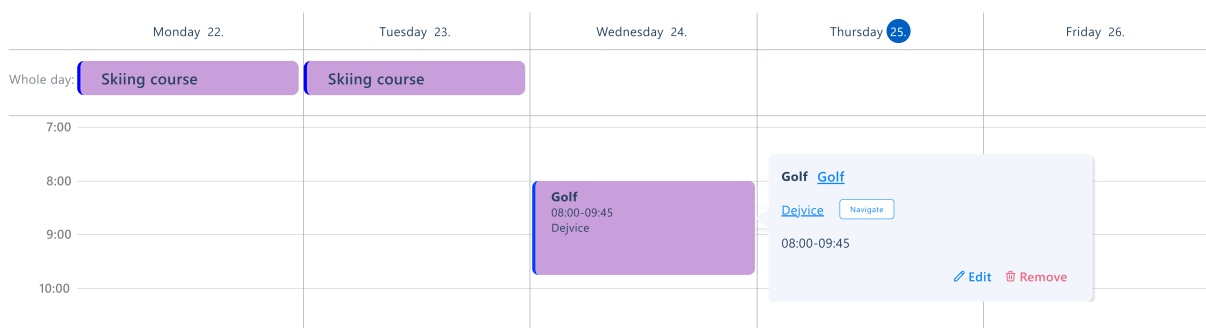 Monday 22. Tuesday 23. Wednesday 24. Thursday 25. Friday 26.
Whole day: Skiing course Skiing course
7:00
8:00
Golf
08:00-09:45
Dejvice
9:00
10:00
Golf Golf
Dejvice Navigate
08:00-09:45
Edit Remove